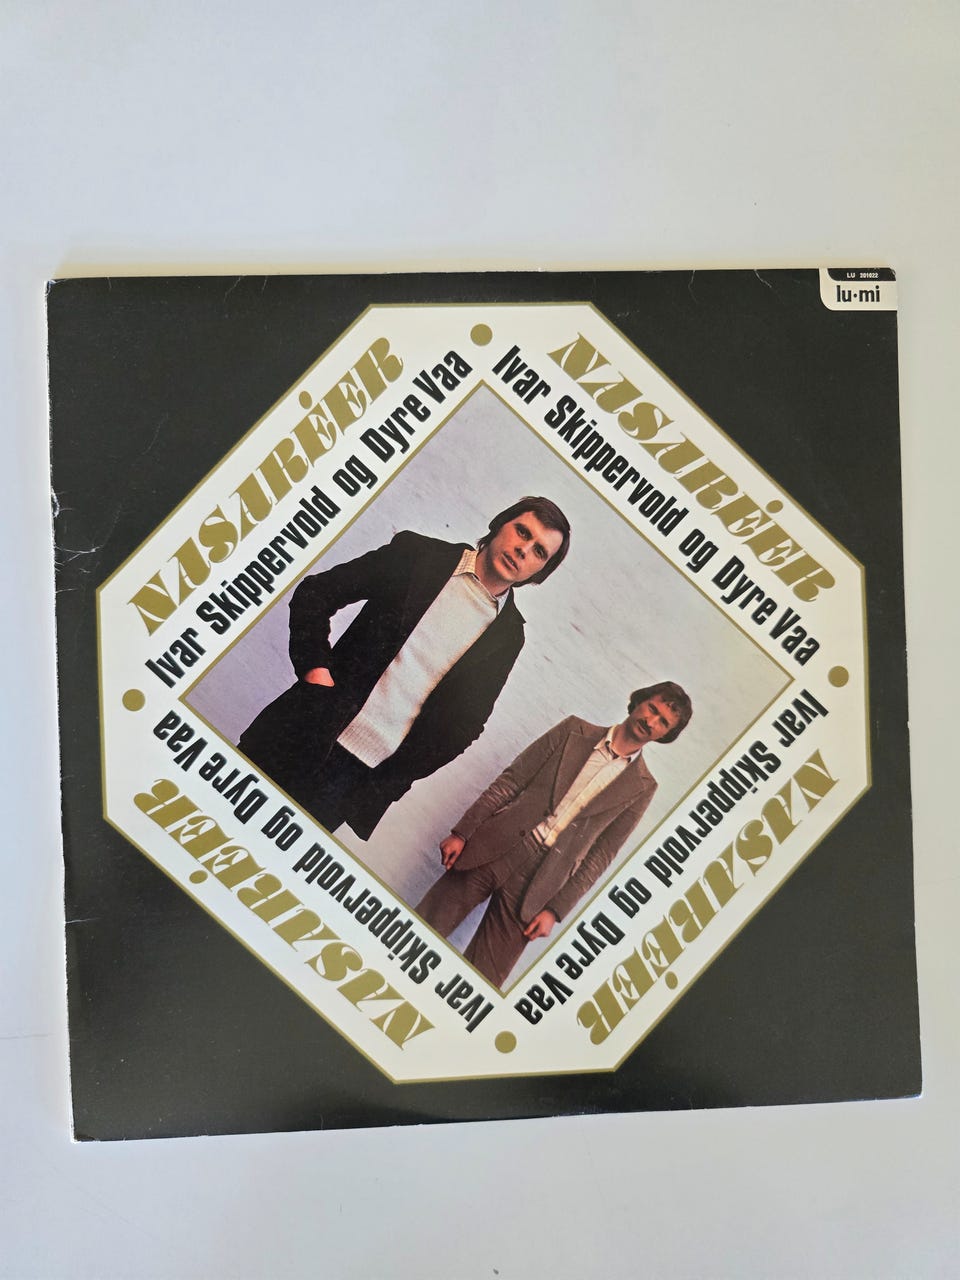 LU 201022
lu·mi
NASARÉER
Ivar Skippervold og Dyre Vaa
NASARÉER
Ivar Skippervold og Dyre Vaa
Ivar Skippervold og Dyre Vaa
NASARÉER
Ivar Skippervold og Dyre Vaa
NASARÉER